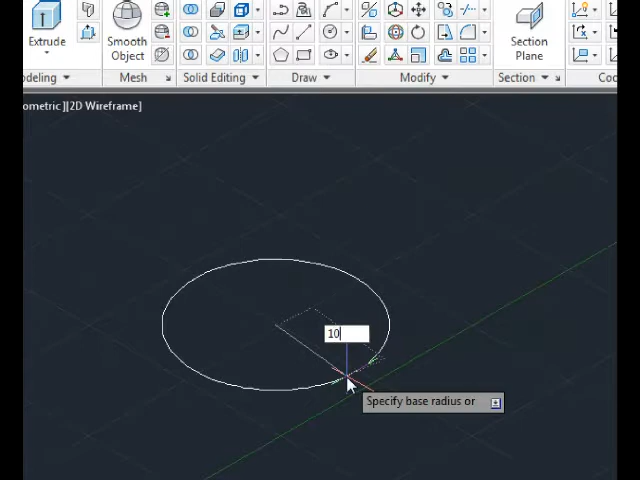 Extrude
Smooth
Object
Section
Plane
deling
Mesh
Solid Editing
Draw
Modify
Section
Coo
ometric ][2D Wireframe]
10
Specify base radius or